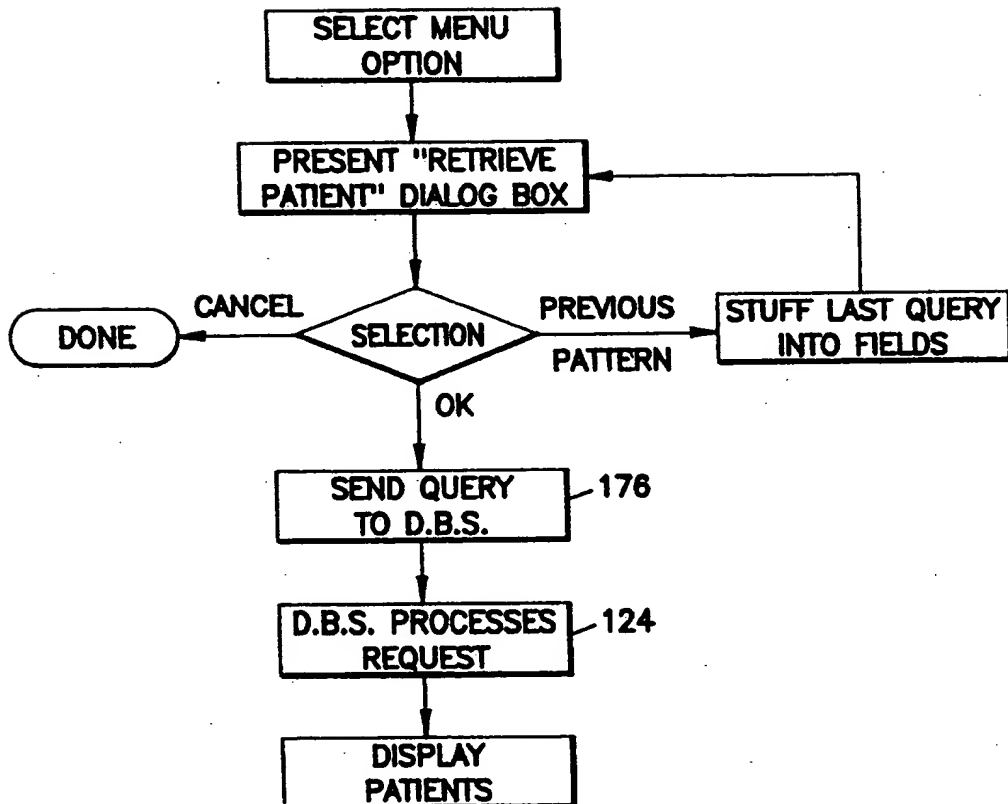 SELECT MENU
OPTION
PRESENT "RETRIEVE
PATIENT" DIALOG BOX
CANCEL
DONE
SELECTION
PREVIOUS
PATTERN
STUFF LAST QUERY
INTO FIELDS
OK
SEND QUERY
TO D.B.S.
176
D.B.S. PROCESSES
REQUEST
124
DISPLAY
PATIENTS